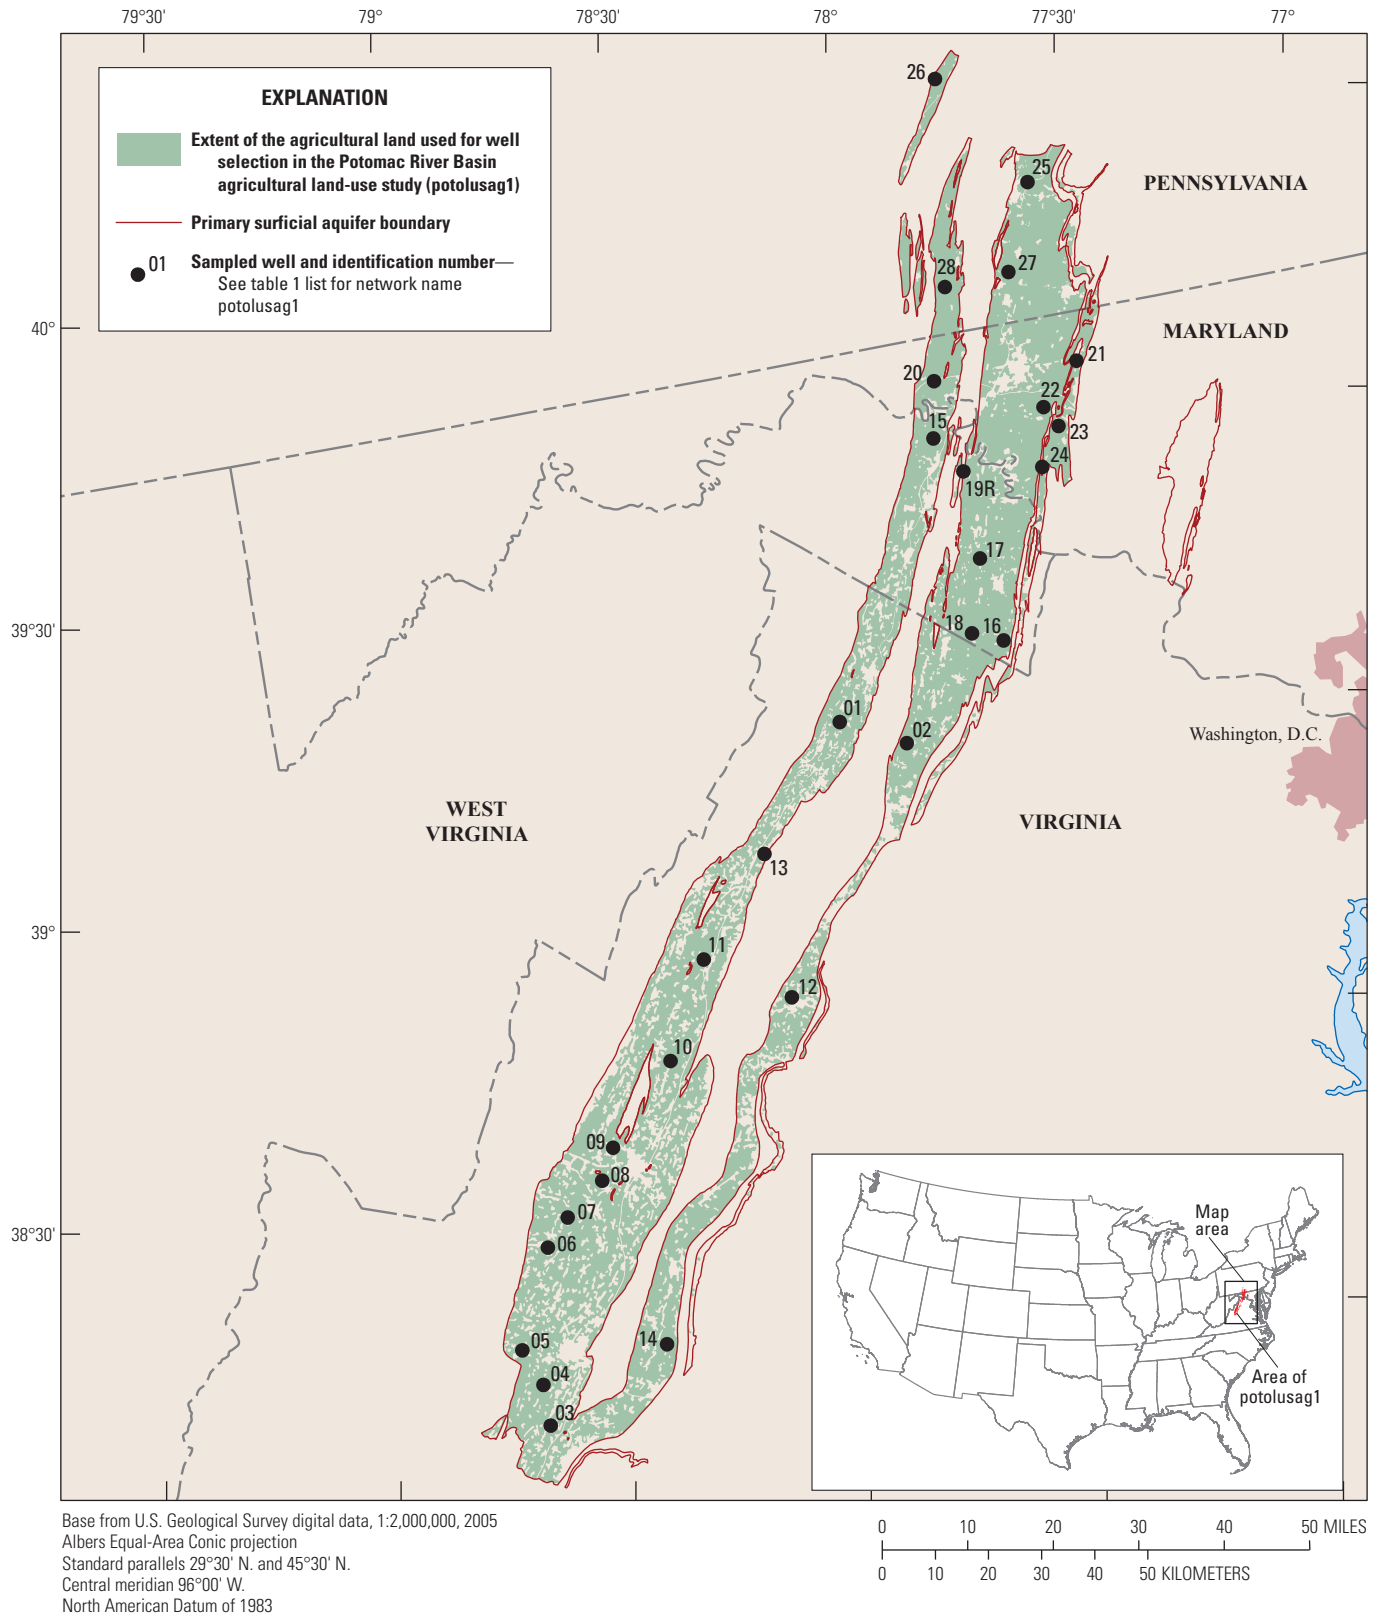 79°30'
79°
78°30'
78°
77°30'
77°
EXPLANATION
Extent of the agricultural land used for well
selection in the Potomac River Basin
agricultural land-use study (potolusag1)
Primary surficial aquifer boundary
01
Sampled well and identification number—
See table 1 list for network name
potolusag1
26
25
PENNSYLVANIA
27
28
40°
MARYLAND
21
20
22
15
23
24
19R
17
39°30'
18
16
01
02
Washington, D.C.
WEST
VIRGINIA
VIRGINIA
13
39°
11
12
10
09
08
07
06
38°30'
05
14
04
03
Map
area
Area of
potolusag1
Base from U.S. Geological Survey digital data, 1:2,000,000, 2005
Albers Equal-Area Conic projection
Standard parallels 29°30' N. and 45°30' N.
Central meridian 96°00' W.
North American Datum of 1983
0 10 20 30 40 50 MILES
0 10 20 30 40 50 KILOMETERS